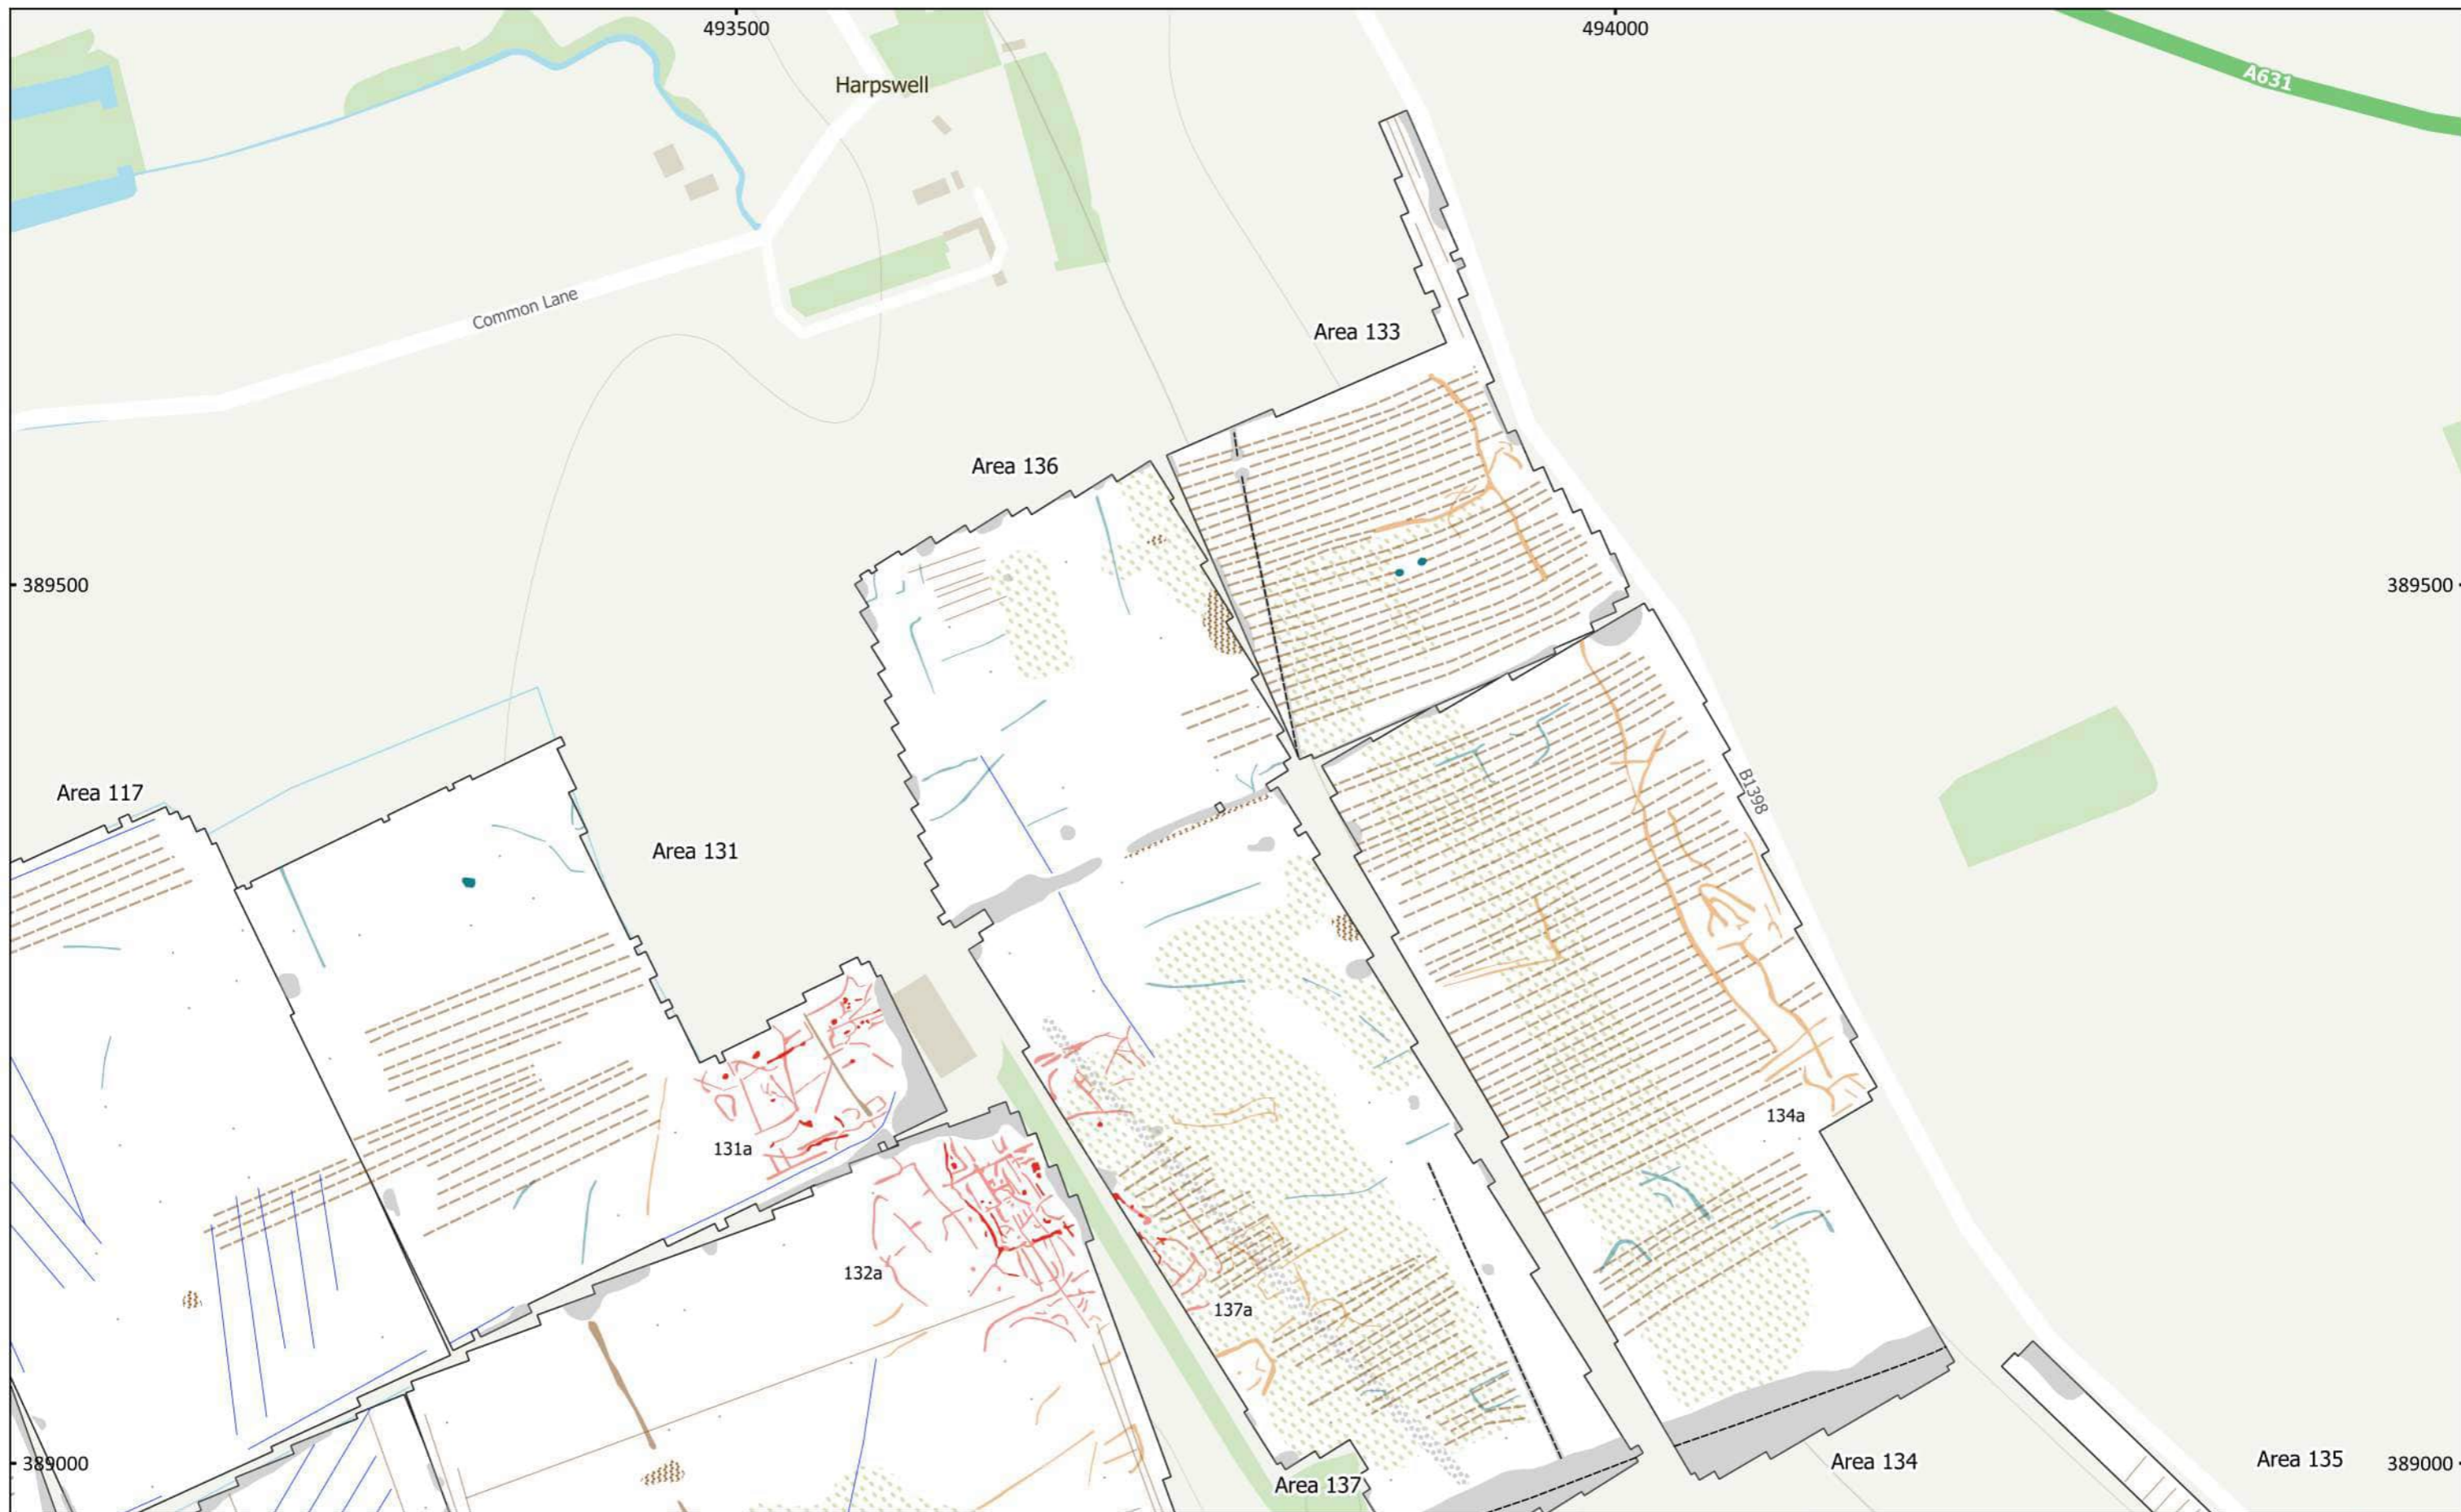 493500
494000
A631
Harpswell
Common Lane
Area 133
Area 136
389500
389500
Area 117
B1398
Area 131
134a
131a
132a
137a
Area 135
Area 134
389000
389000
Area 137